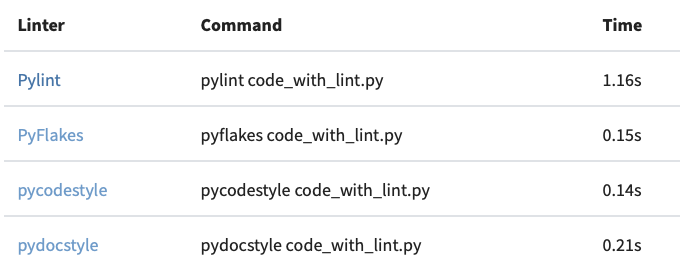 Linter Command Time
Pylint pylint code_with_lint.py 1.16s
PyFlakes pyflakes code_with_lint.py 0.15s
pycodestyle pycodestyle code_with_lint.py 0.14s
pydocstyle pydocstyle code_with_lint.py 0.21s